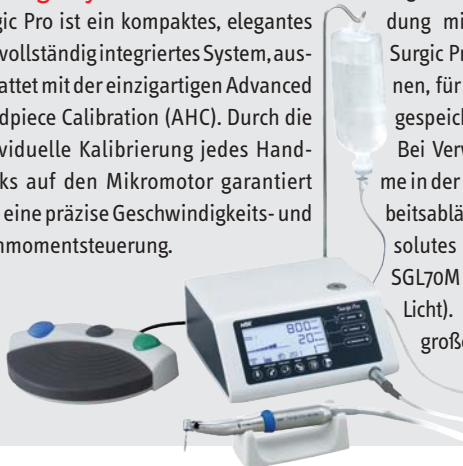 gic Pro ist ein kompaktes, elegantes
vollständig integriertes System, aus-
attet mit der einzigartigen Advanced
dpiece Calibration (AHC). Durch die
viduelle Kalibrierung jedes Hand-
ks auf den Mikromotor garantiert
eine präzise Geschwindigkeits- und
hmomentsteuerung.
dung mi
Surgic Pr
nen, für
gespeich
Bei Verv
me in der
beitsablä
solutes
SGL70M
Licht).
große
NSK
Surgic Pro
800
20